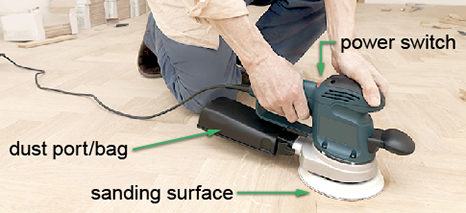 power switch
dust port/bag
sanding surface